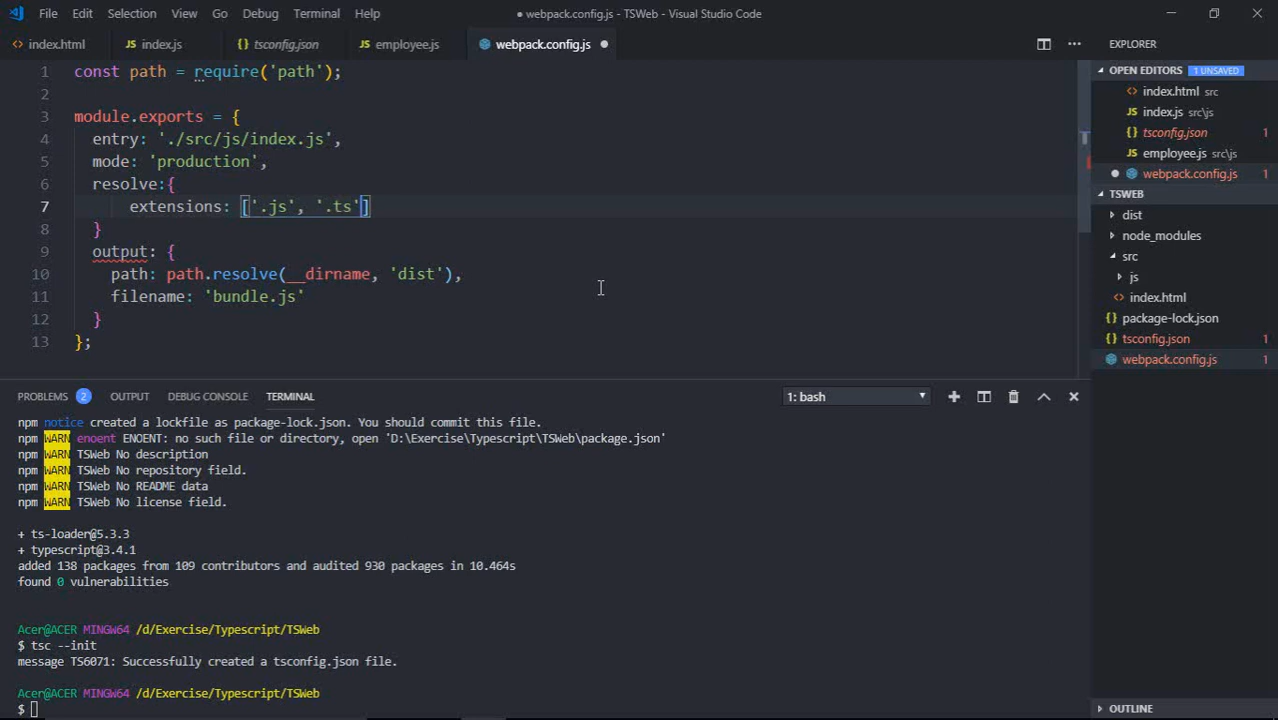 File Edit Selection View Go Debug Terminal Help ● webpack.config.js - TSWeb - Visual Studio Code
<> index.html JS index.js {} tsconfig.json JS employee.js webpack.config.js ●
EXPLORER
1 const path = require('path');
2
3 module.exports = {
4 entry: './src/js/index.js',
5 mode: 'production',
6 resolve:{
7 extensions: ['.js', '.ts']
8 }
9 output: {
10 path: path.resolve(__dirname, 'dist'),
11 filename: 'bundle.js'
12 }
13 };
OPEN EDITORS 1 UNSAVED
<> index.html src
JS index.js src\js
{} tsconfig.json 1
JS employee.js src\js
● webpack.config.js 1
TSWEB
dist
node_modules
src
js
<> index.html
{} package-lock.json
{} tsconfig.json 1
webpack.config.js 1
OUTLINE
PROBLEMS 2 OUTPUT DEBUG CONSOLE TERMINAL 1: bash
npm notice created a lockfile as package-lock.json. You should commit this file.
npm WARN enoent ENOENT: no such file or directory, open 'D:\Exercise\Typescript\TSWeb\package.json'
npm WARN TSWeb No description
npm WARN TSWeb No repository field.
npm WARN TSWeb No README data
npm WARN TSWeb No license field.
+ ts-loader@5.3.3
+ typescript@3.4.1
added 138 packages from 109 contributors and audited 930 packages in 10.464s
found 0 vulnerabilities
Acer@ACER MINGW64 /d/Exercise/Typescript/TSWeb
$ tsc --init
message TS6071: Successfully created a tsconfig.json file.
Acer@ACER MINGW64 /d/Exercise/Typescript/TSWeb
$